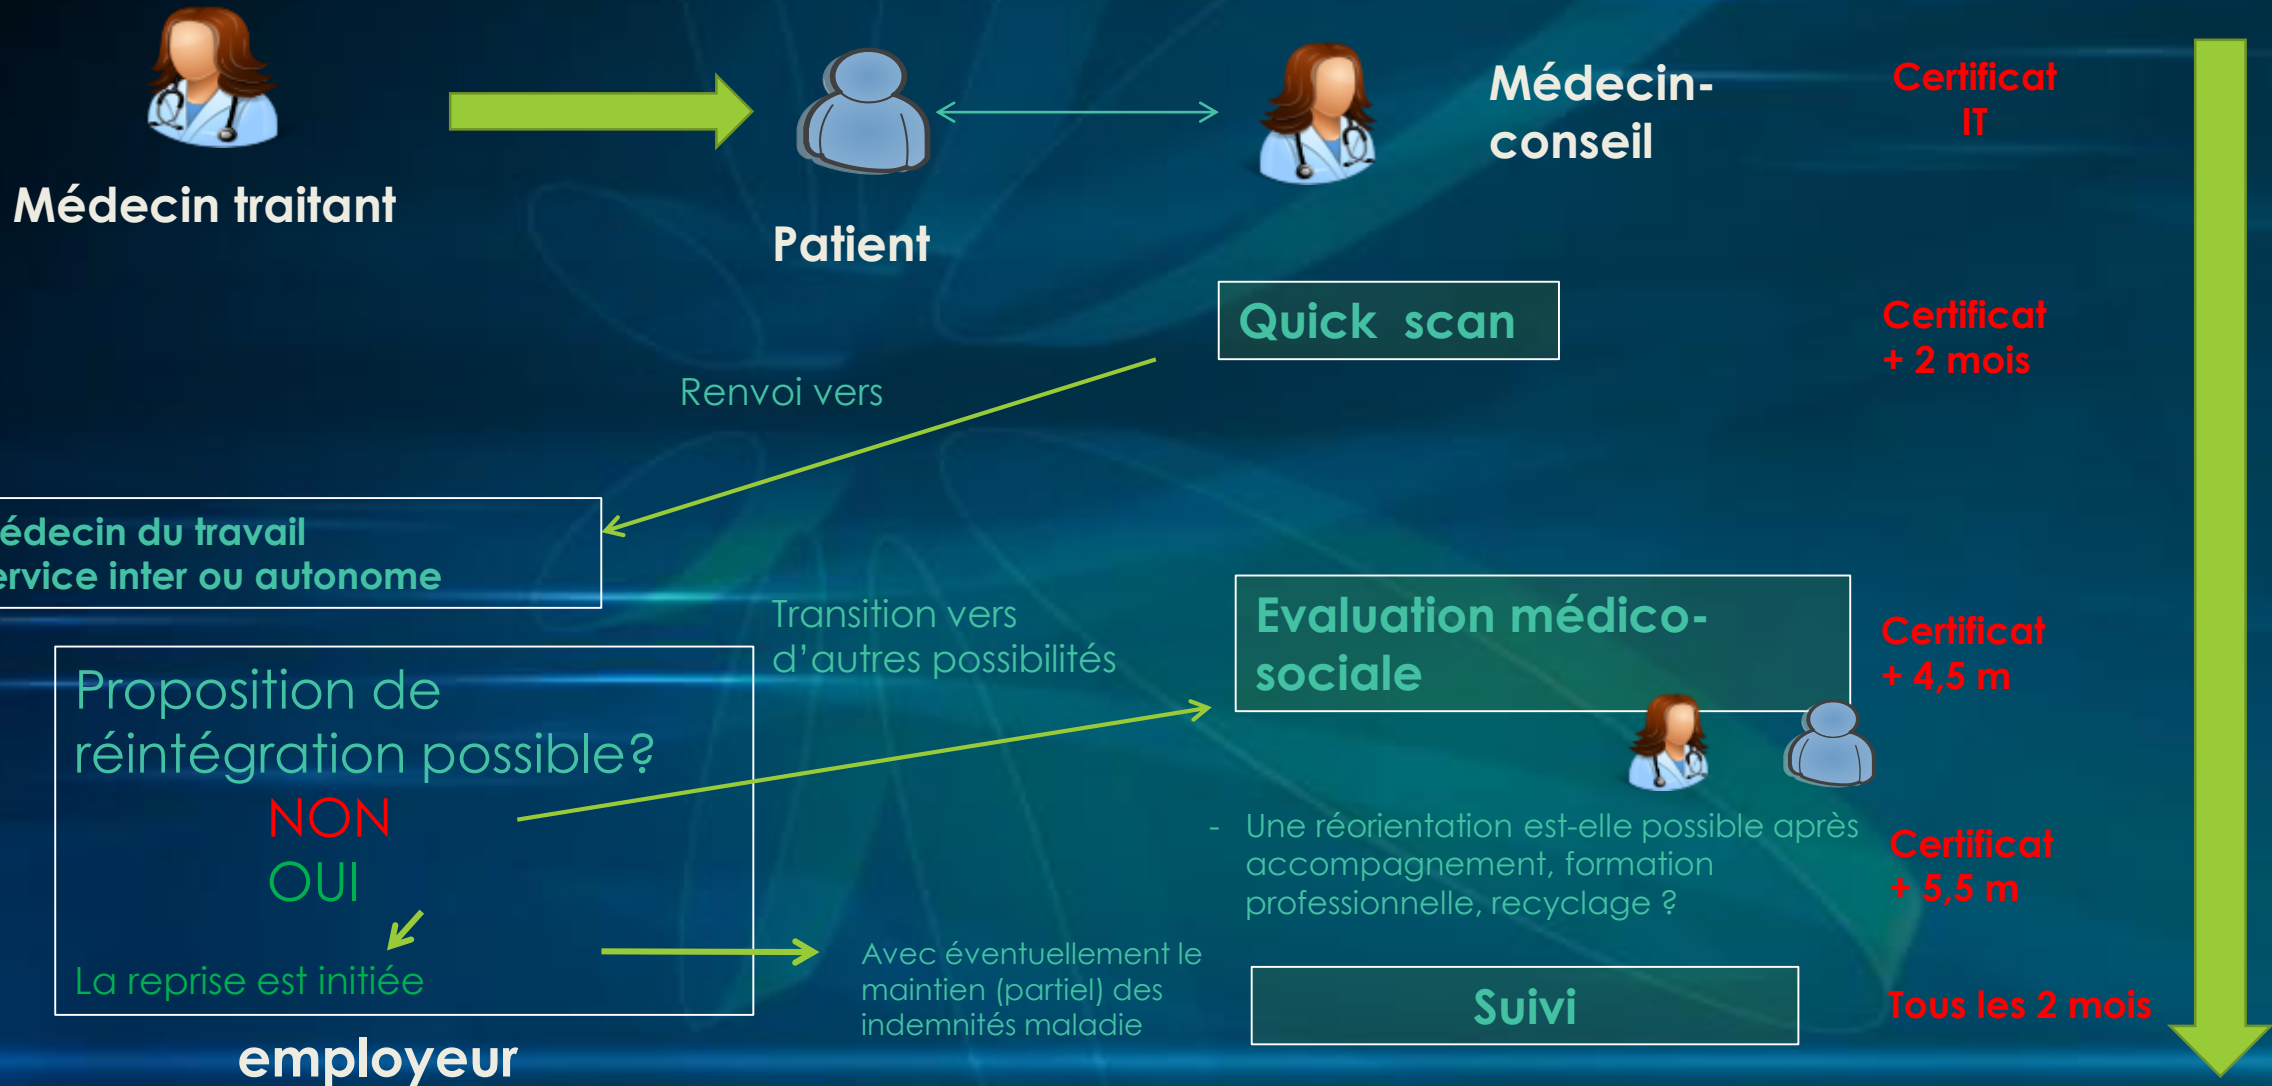 Médecin traitant
Patient
Médecin-
conseil
Certificat
IT
Quick scan
Certificat
+ 2 mois
Renvoi vers
édecin du travail
ervice inter ou autonome
Transition vers
d’autres possibilités
Evaluation médico-
sociale
Certificat
+ 4,5 m
Proposition de
réintégration possible?
NON
OUI
La reprise est initiée
- Une réorientation est-elle possible après
accompagnement, formation
professionnelle, recyclage ?
Certificat
+ 5,5 m
Avec éventuellement le
maintien (partiel) des
indemnités maladie
Suivi
Tous les 2 mois
employeur